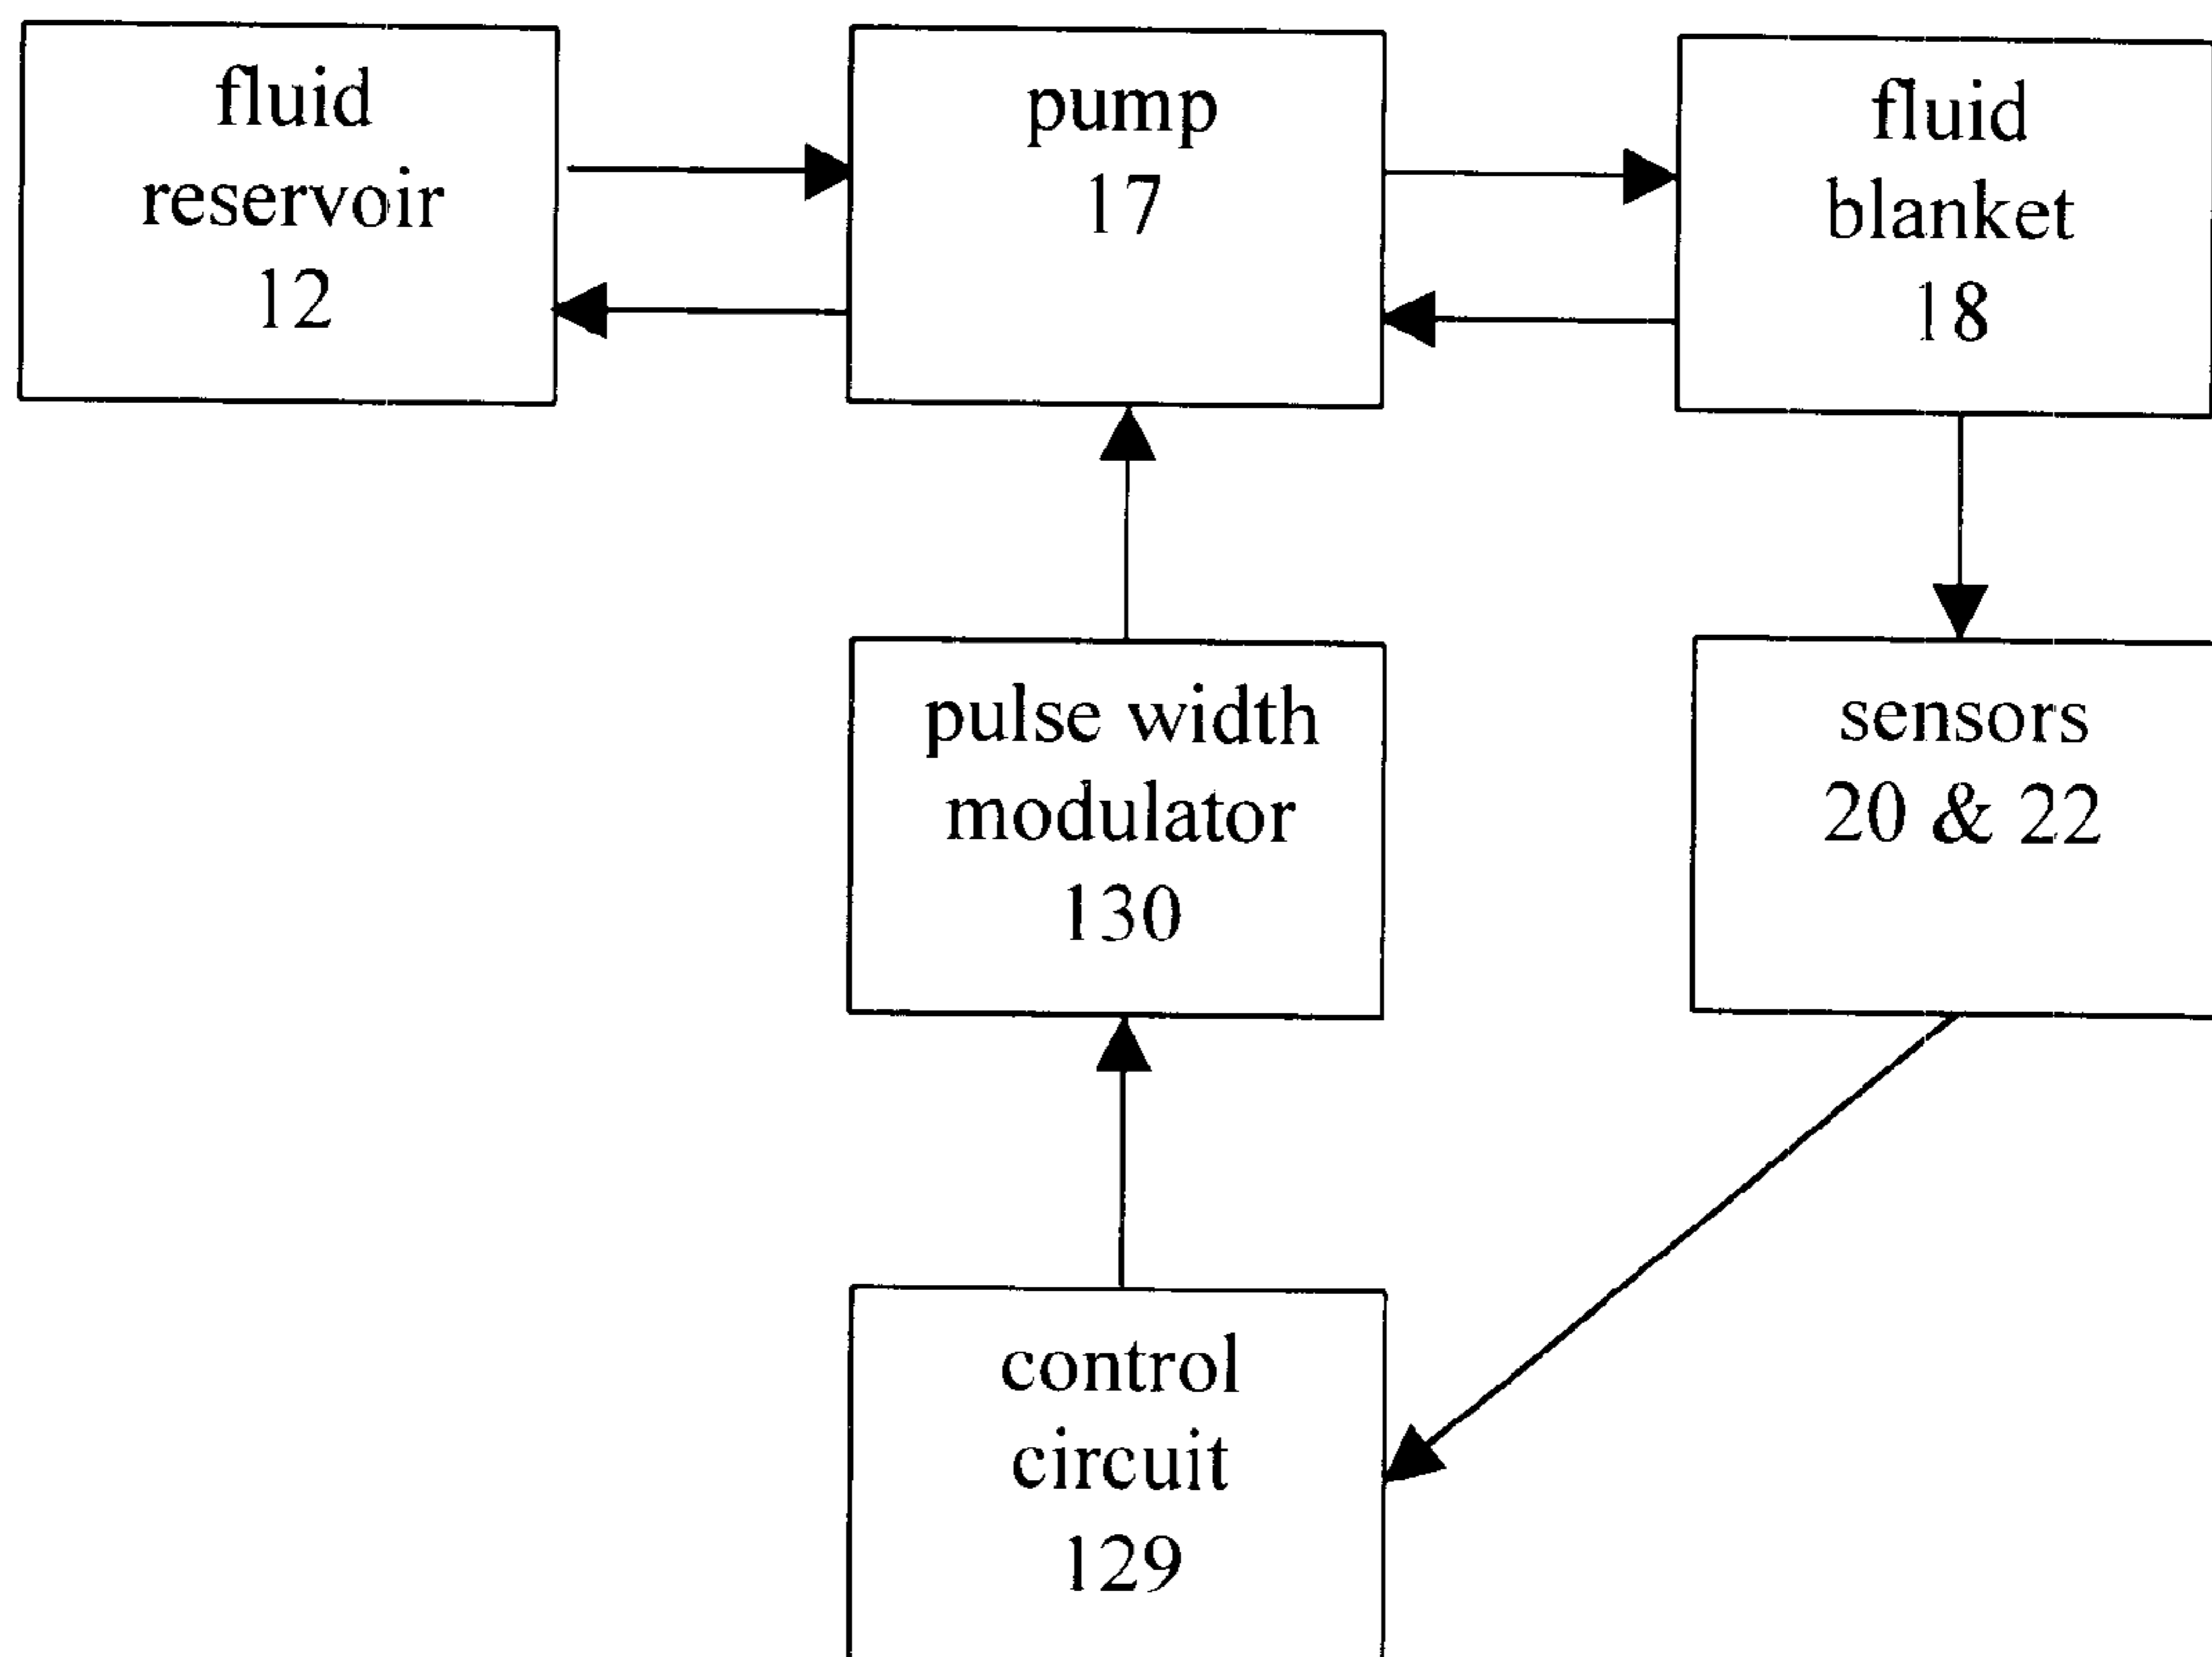 fluid
reservoir
12
pump
17
fluid
blanket
18
pulse width
modulator
130
sensors
20 & 22
control
circuit
129